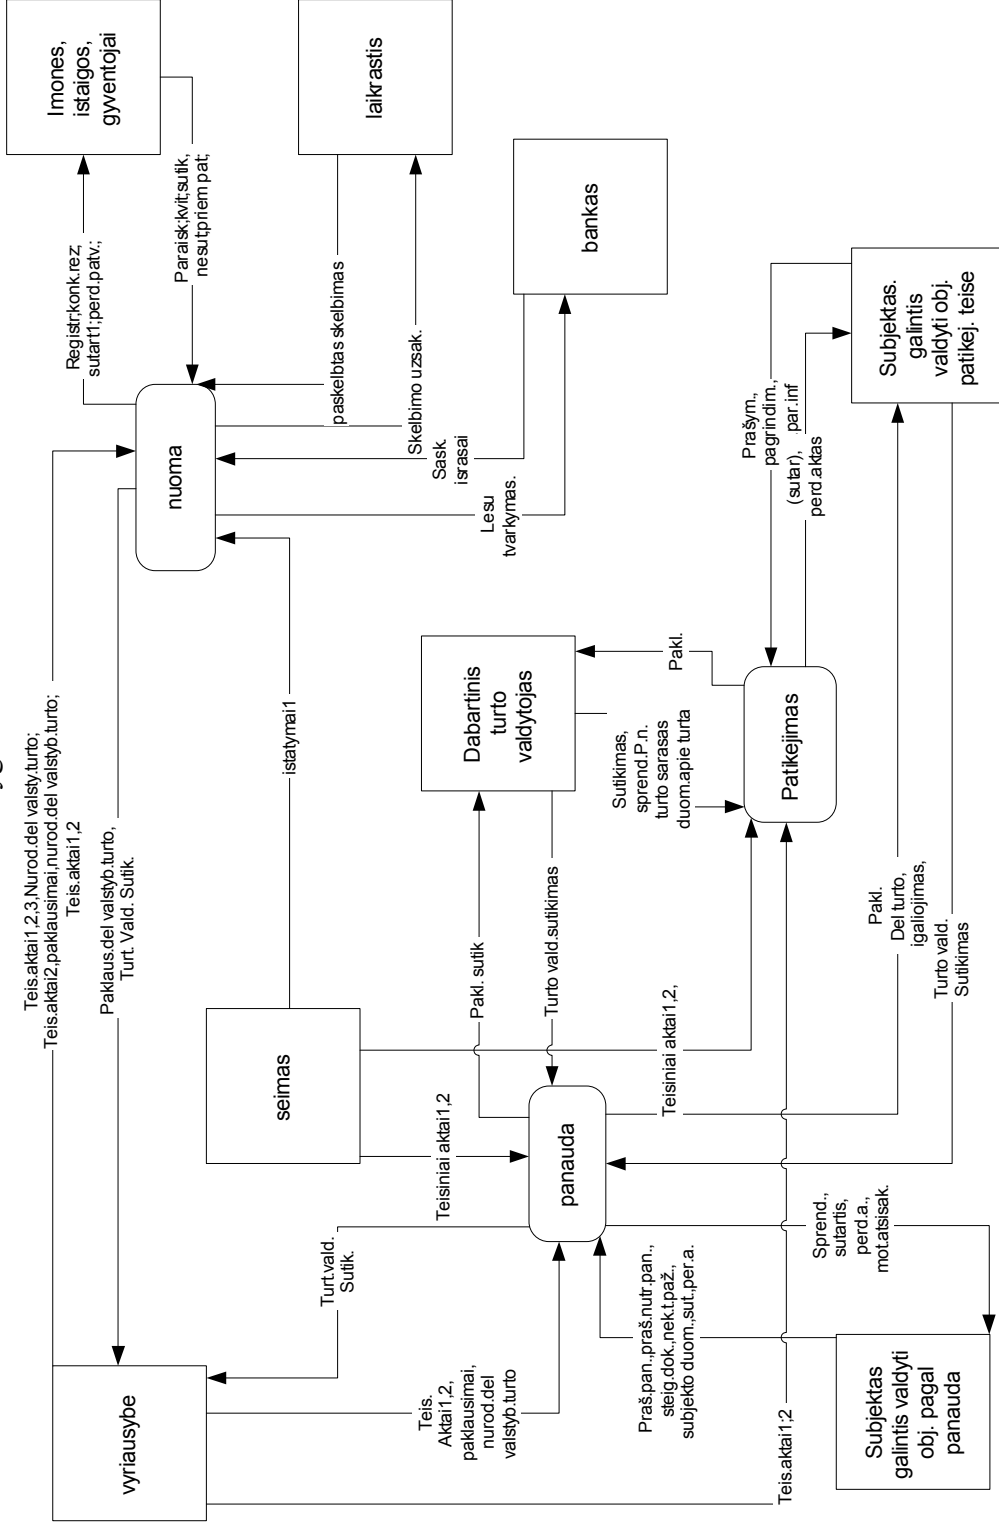 Teis.aktai1,2,3,Nurod.del valsty.turto;
Teis.aktai2,paklausimai,nurod.del valstyb.turto;
Teis.aktai1,2
Paklaus.del valstyb.turto,
Turt. Vald. Sutik.
vyriausybe
Turt.vald.
Sutik.
Teis.
Aktai1,2,
paklausimai,
nurod.del
valstyb.turto
seimas
istatymai1
Teisiniai aktai1,2
Teisiniai aktai1,2,
nuoma
Registr;konk.rez;
sutart1;perd.patv.;
Imones,
istaigos,
gyventojai
Paraisk;kvit;sutik,
nesut;priem pat;
paskelbtas skelbimas
laikrastis
Skelbimo uzsak.
Sask.
israsai
bankas
Lesu
tvarkymas.
Dabartinis
turto
valdytojas
Pakl. sutik
Turto vald.sutikimas
Sutikimas,
sprend.P.n.
turto sarasas
duom.apie turta
Pakl.
panauda
Patikejimas
Prašym.,
pagrindim.,
(sutar), par.inf
perd.aktas
Subjektas.
galintis
valdyti obj.
patikej. teise
Pakl.
Del turto,
igaliojimas,
Turto vald.
Sutikimas
Praš.pan.,praš.nutr.pan.,
steig.dok.,nek.t.paž.,
subjekto duom.,sut.,per.a.
Sprend.,
sutartis,
perd.a.,
mot.atsisak.
Subjektas
galintis valdyti
obj. pagal
panauda
Teis.aktai1;2